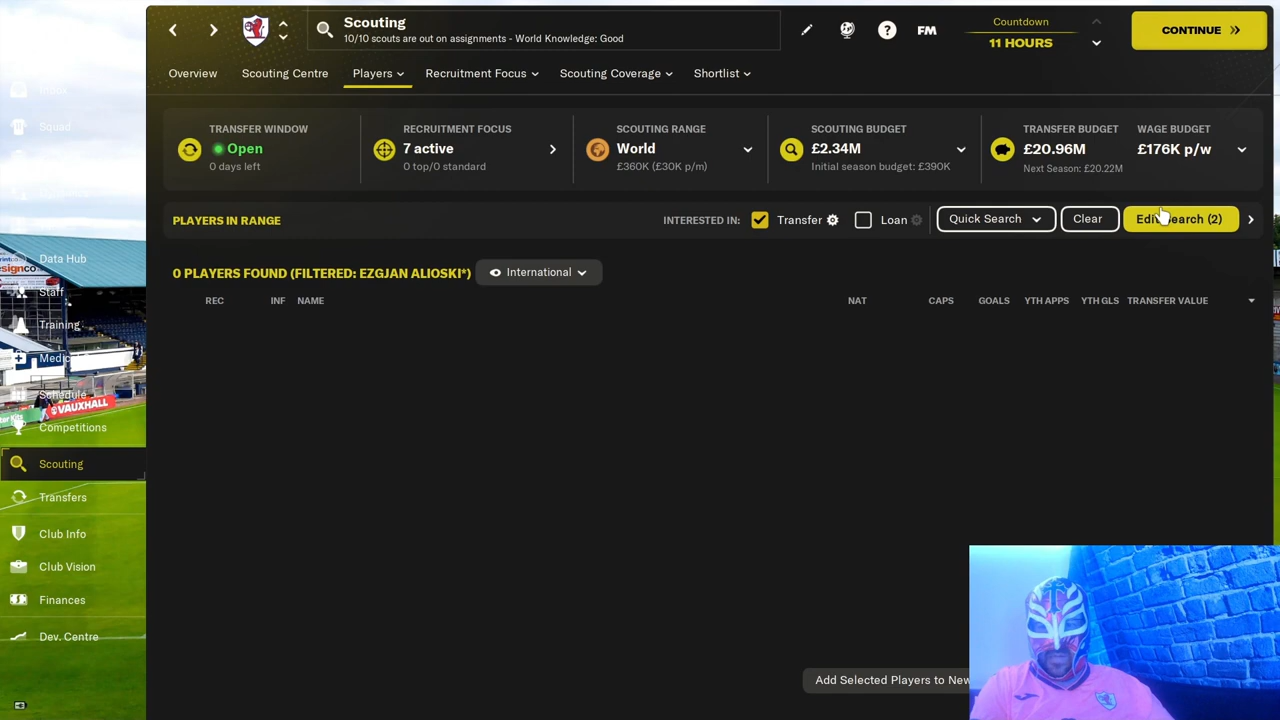 Scouting
10/10 scouts are out on assignments - World Knowledge: Good
FM
Countdown
11 HOURS
CONTINUE
Overview
Scouting Centre
Players
Recruitment Focus
Scouting Coverage
Shortlist
TRANSFER WINDOW
Open
0 days left
RECRUITMENT FOCUS
7 active
0 top/0 standard
SCOUTING RANGE
World
£360K (£30K p/m)
SCOUTING BUDGET
£2.34M
Initial season budget: £390K
TRANSFER BUDGET
£20.96M
Next Season: £20.22M
WAGE BUDGET
£176K p/w
PLAYERS IN RANGE
INTERESTED IN:
Transfer
Loan
Quick Search
Clear
Edit Search (2)
0 PLAYERS FOUND (FILTERED: EZGJAN ALIOSKI*)
International
REC
INF
NAME
NAT
CAPS
GOALS
YTH APPS
YTH GLS
TRANSFER VALUE
Inbox
Squad
Data Hub
Staff
Training
Schedule
VAUXHALL
Competitions
Scouting
Transfers
Club Info
Club Vision
Finances
Dev. Centre
Add Selected Players to New